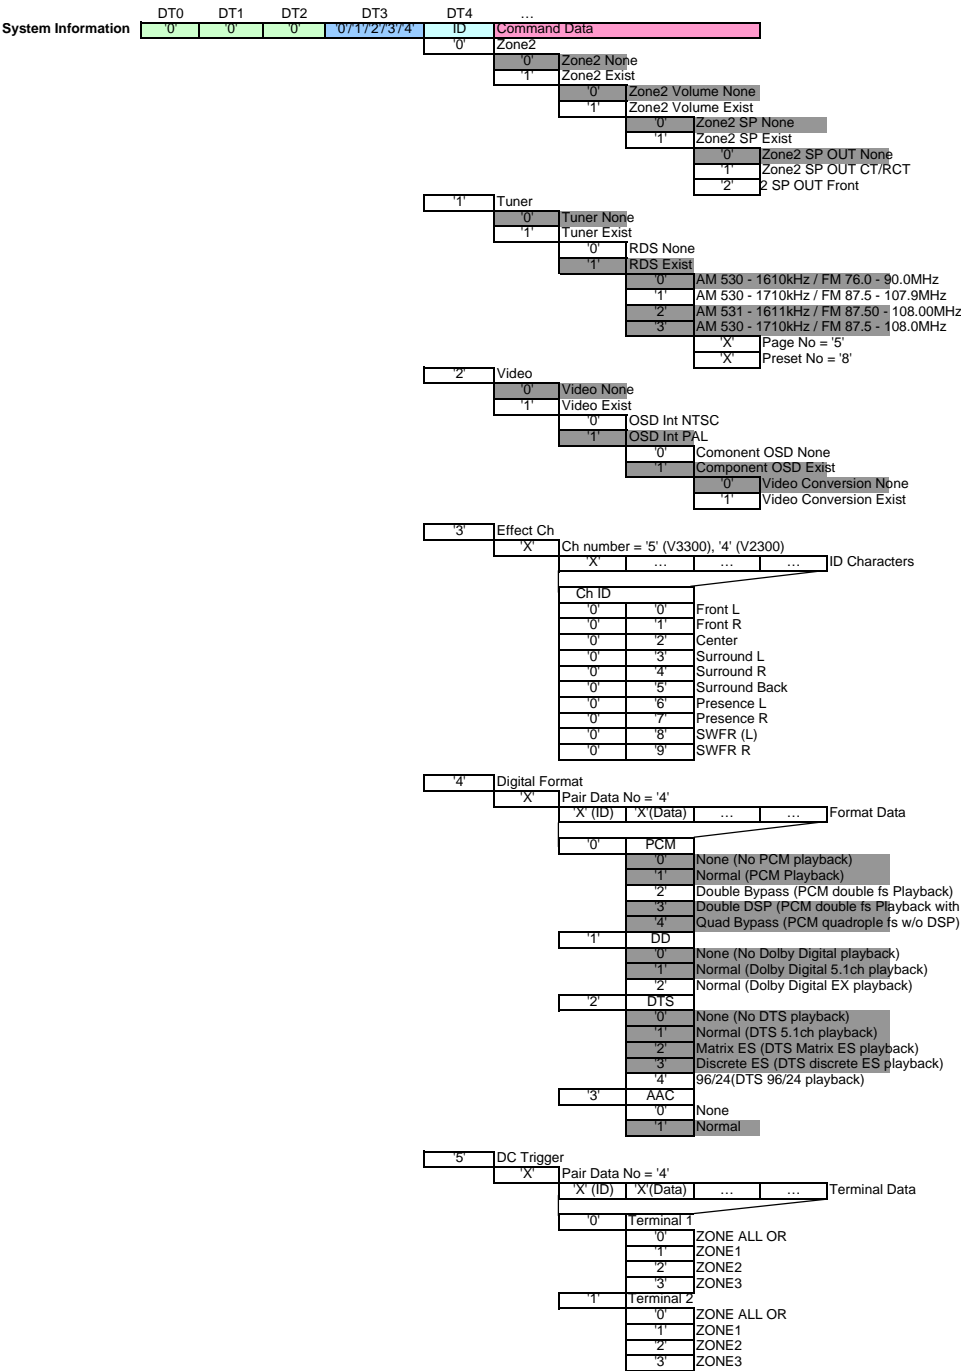 DT0 DT1 DT2 DT3 DT4 …
System Information '0' '0' '0' '0'/'1'/'2'/'3'/'4' ID Command Data
'0' Zone2
'0' Zone2 None
'1' Zone2 Exist
'0' Zone2 Volume None
'1' Zone2 Volume Exist
'0' Zone2 SP None
'1' Zone2 SP Exist
'0' Zone2 SP OUT None
'1' Zone2 SP OUT CT/RCT
'2' 2 SP OUT Front
'1' Tuner
'0' Tuner None
'1' Tuner Exist
'0' RDS None
'1' RDS Exist
'0' AM 530 - 1610kHz / FM 76.0 - 90.0MHz
'1' AM 530 - 1710kHz / FM 87.5 - 107.9MHz
'2' AM 531 - 1611kHz / FM 87.50 - 108.00MHz
'3' AM 530 - 1710kHz / FM 87.5 - 108.0MHz
'X' Page No = '5'
'X' Preset No = '8'
'2' Video
'0' Video None
'1' Video Exist
'0' OSD Int NTSC
'1' OSD Int PAL
'0' Comonent OSD None
'1' Component OSD Exist
'0' Video Conversion None
'1' Video Conversion Exist
'3' Effect Ch
'X' Ch number = '5' (V3300), '4' (V2300)
'X' … … … ID Characters
Ch ID
'0' '0' Front L
'0' '1' Front R
'0' '2' Center
'0' '3' Surround L
'0' '4' Surround R
'0' '5' Surround Back
'0' '6' Presence L
'0' '7' Presence R
'0' '8' SWFR (L)
'0' '9' SWFR R
'4' Digital Format
'X' Pair Data No = '4'
'X' (ID) 'X'(Data) … … Format Data
'0' PCM
'0' None (No PCM playback)
'1' Normal (PCM Playback)
'2' Double Bypass (PCM double fs Playback)
'3' Double DSP (PCM double fs Playback with
'4' Quad Bypass (PCM quadrople fs w/o DSP)
'1' DD
'0' None (No Dolby Digital playback)
'1' Normal (Dolby Digital 5.1ch playback)
'2' Normal (Dolby Digital EX playback)
'2' DTS
'0' None (No DTS playback)
'1' Normal (DTS 5.1ch playback)
'2' Matrix ES (DTS Matrix ES playback)
'3' Discrete ES (DTS discrete ES playback)
'4' 96/24(DTS 96/24 playback)
'3' AAC
'0' None
'1' Normal
'5' DC Trigger
'X' Pair Data No = '4'
'X' (ID) 'X'(Data) … … Terminal Data
'0' Terminal 1
'0' ZONE ALL OR
'1' ZONE1
'2' ZONE2
'3' ZONE3
'1' Terminal 2
'0' ZONE ALL OR
'1' ZONE1
'2' ZONE2
'3' ZONE3